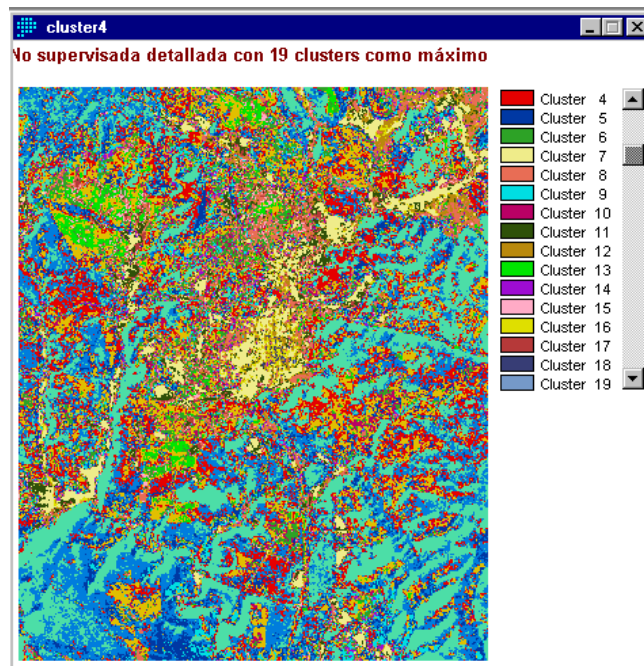 cluster4
No supervisada detallada con 19 clusters como máximo
Cluster 4
Cluster 5
Cluster 6
Cluster 7
Cluster 8
Cluster 9
Cluster 10
Cluster 11
Cluster 12
Cluster 13
Cluster 14
Cluster 15
Cluster 16
Cluster 17
Cluster 18
Cluster 19